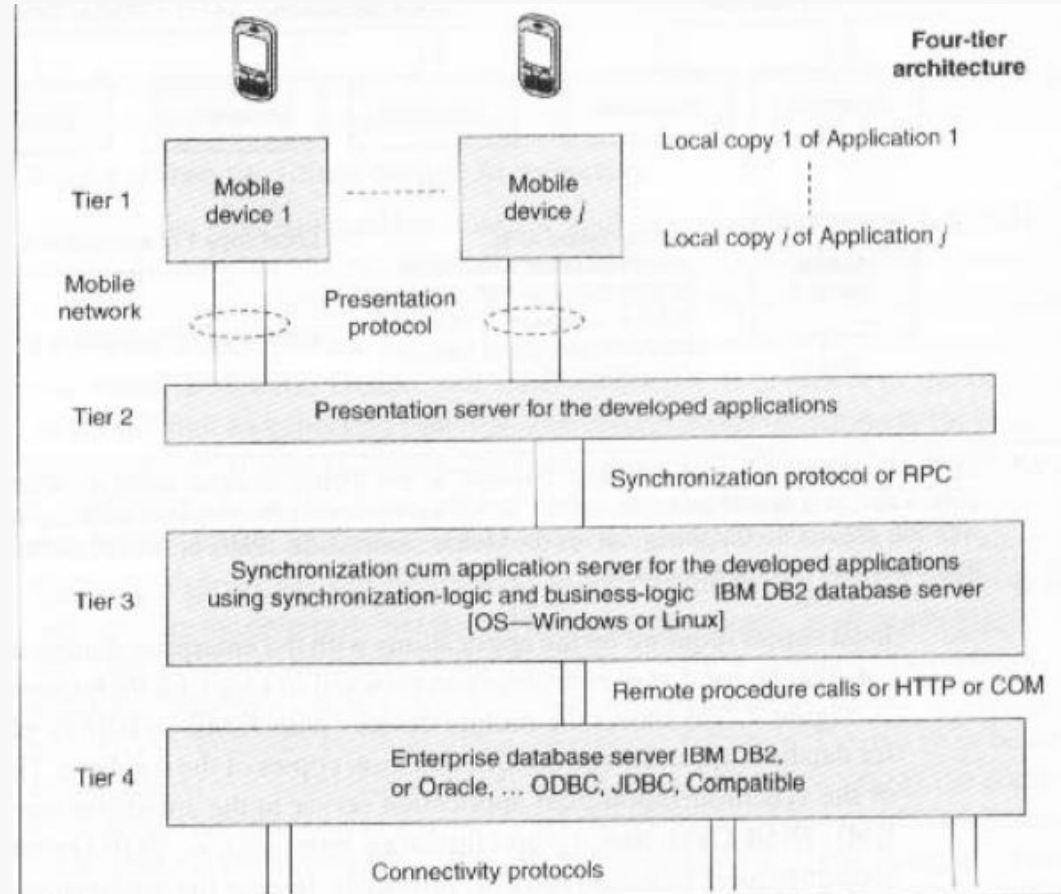 Four-tier
architecture
Local copy 1 of Application 1
Tier 1
Mobile
device 1
Mobile
device j
Local copy i of Application j
Mobile
network
Presentation
protocol
Tier 2
Presentation server for the developed applications
Synchronization protocol or RPC
Tier 3
Synchronization cum application server for the developed applications
using synchronization-logic and business-logic IBM DB2 database server
[OS—Windows or Linux]
Remote procedure calls or HTTP or COM
Tier 4
Enterprise database server IBM DB2,
or Oracle, ... ODBC, JDBC, Compatible
Connectivity protocols